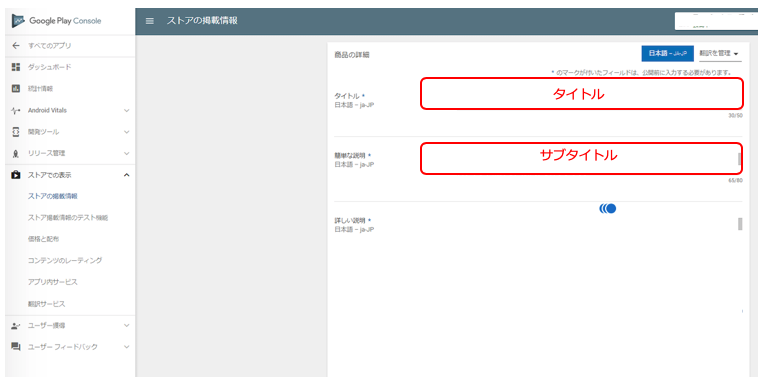 Google Play Console
ストアの掲載情報
すべてのアプリ
ダッシュボード
統計情報
Android Vitals
開発ツール
リリース管理
ストアでの表示
ストアの掲載情報
ストア掲載情報のテスト機能
価格と配布
コンテンツのレーティング
アプリ内サービス
翻訳サービス
ユーザー獲得
ユーザー フィードバック
商品の詳細
日本語 – ja-JP
翻訳を管理
* のマークが付いたフィールドは、公開前に入力する必要があります。
タイトル *
日本語 – ja-JP
タイトル
30/50
簡単な説明 *
日本語 – ja-JP
サブタイトル
65/80
詳しい説明 *
日本語 – ja-JP